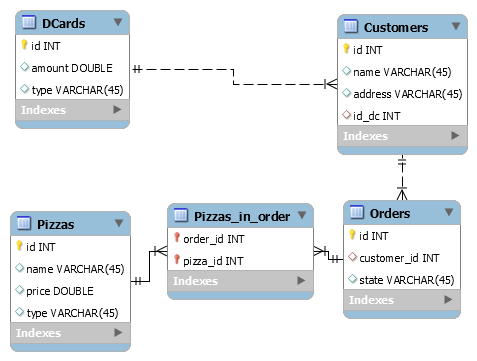 DCards
id INT
amount DOUBLE
type VARCHAR(45)
Indexes
Customers
id INT
name VARCHAR(45)
address VARCHAR(45)
id_dc INT
Indexes
Pizzas
id INT
name VARCHAR(45)
price DOUBLE
type VARCHAR(45)
Indexes
Pizzas_in_order
order_id INT
pizza_id INT
Indexes
Orders
id INT
customer_id INT
state VARCHAR(45)
Indexes